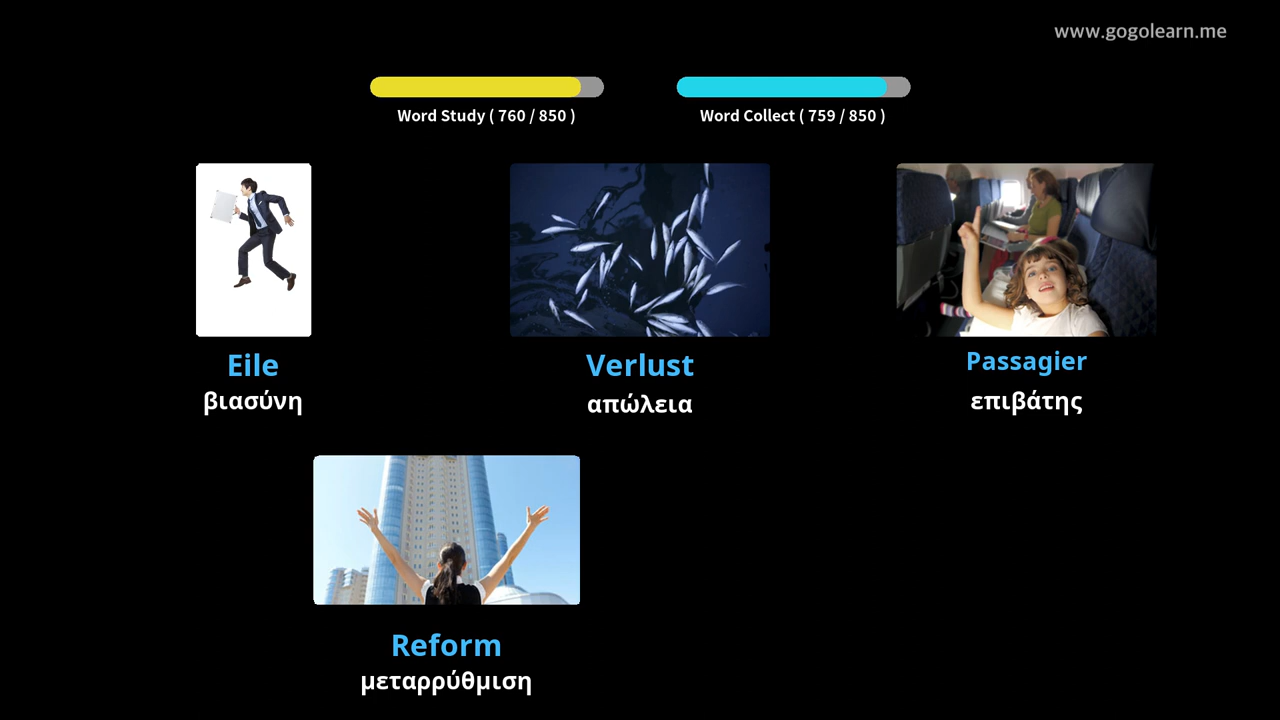 www.gogolearn.me
Word Study ( 760 / 850 )
Word Collect ( 759 / 850 )
Eile
βιασύνη
Verlust
απώλεια
Passagier
επιβάτης
Reform
μεταρρύθμιση